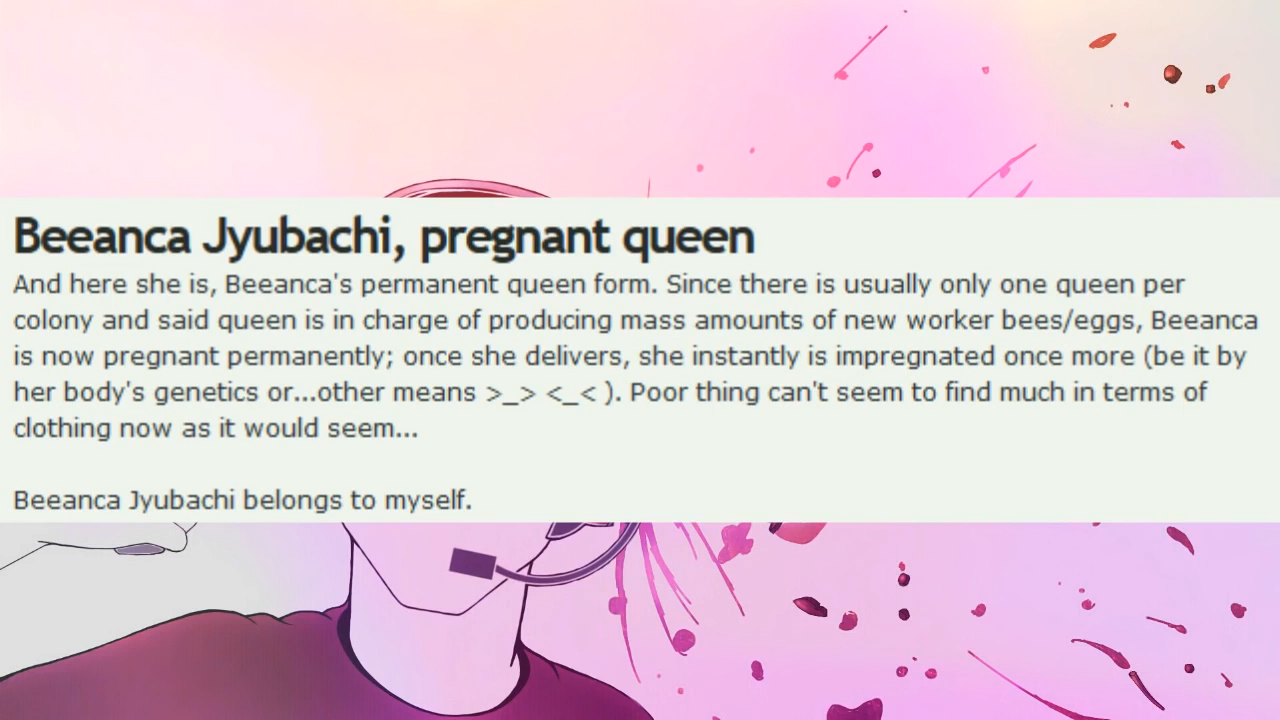 Beeanca Jyubachi, pregnant queen
And here she is, Beeanca's permanent queen form. Since there is usually only one queen per
colony and said queen is in charge of producing mass amounts of new worker bees/eggs, Beeanca
is now pregnant permanently; once she delivers, she instantly is impregnated once more (be it by
her body's genetics or...other means >_> <_< ). Poor thing can't seem to find much in terms of
clothing now as it would seem...
Beeanca Jyubachi belongs to myself.